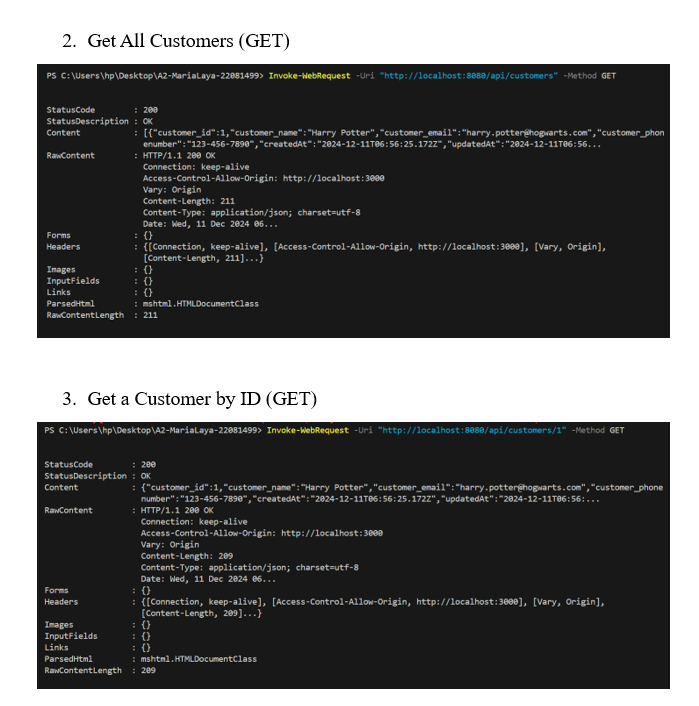 2. Get All Customers (GET)
PS C:\Users\hp\Desktop\A2-MariaLaya-22081499> Invoke-WebRequest -Uri "http://localhost:8080/api/customers" -Method GET
StatusCode : 200
StatusDescription : OK
Content : [{"customer_id":1,"customer_name":"Harry Potter","customer_email":"harry.potter@hogwarts.com","customer_phon
enumber":"123-456-7890","createdAt":"2024-12-11T06:56:25.172Z","updatedAt":"2024-12-11T06:56...
RawContent : HTTP/1.1 200 OK
Connection: keep-alive
Access-Control-Allow-Origin: http://localhost:3000
Vary: Origin
Content-Length: 211
Content-Type: application/json; charset=utf-8
Date: Wed, 11 Dec 2024 06...
Forms : {}
Headers : {[Connection, keep-alive], [Access-Control-Allow-Origin, http://localhost:3000], [Vary, Origin],
[Content-Length, 211]...}
Images : {}
InputFields : {}
Links : {}
ParsedHtml : mshtml.HTMLDocumentClass
RawContentLength : 211
3. Get a Customer by ID (GET)
PS C:\Users\hp\Desktop\A2-MariaLaya-22081499> Invoke-WebRequest -Uri "http://localhost:8080/api/customers/1" -Method GET
StatusCode : 200
StatusDescription : OK
Content : {"customer_id":1,"customer_name":"Harry Potter","customer_email":"harry.potter@hogwarts.com","customer_phone
number":"123-456-7890","createdAt":"2024-12-11T06:56:25.172Z","updatedAt":"2024-12-11T06:56:...
RawContent : HTTP/1.1 200 OK
Connection: keep-alive
Access-Control-Allow-Origin: http://localhost:3000
Vary: Origin
Content-Length: 209
Content-Type: application/json; charset=utf-8
Date: Wed, 11 Dec 2024 06...
Forms : {}
Headers : {[Connection, keep-alive], [Access-Control-Allow-Origin, http://localhost:3000], [Vary, Origin],
[Content-Length, 209]...}
Images : {}
InputFields : {}
Links : {}
ParsedHtml : mshtml.HTMLDocumentClass
RawContentLength : 209